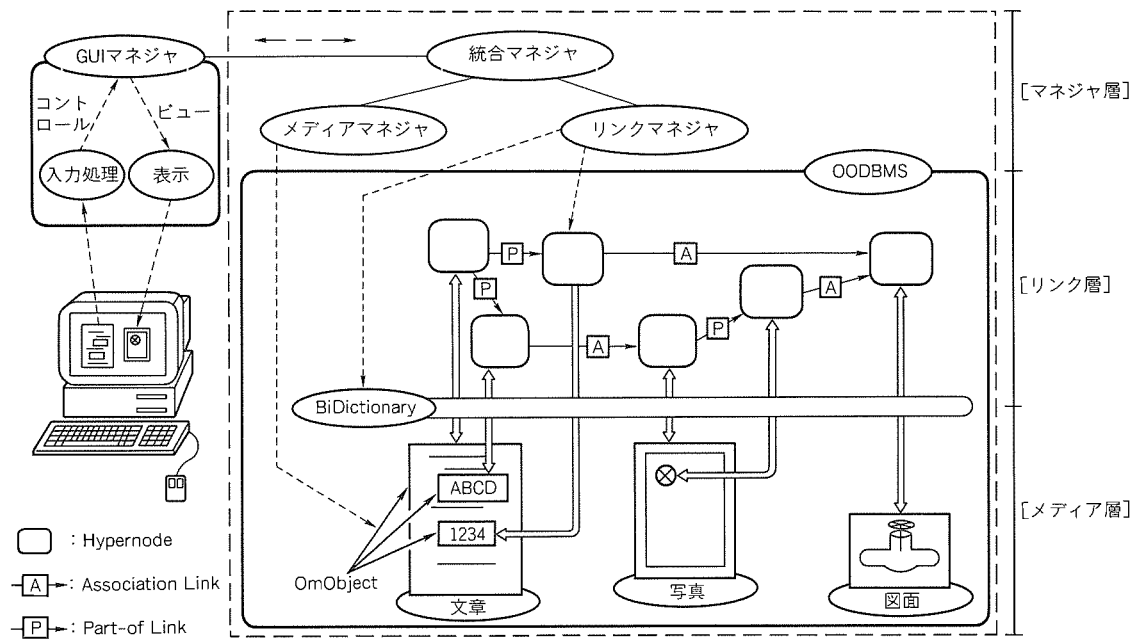 GUIマネジャ
統合マネジャ
コント
ロール
ビュー
入力処理
表示
メディアマネジャ
リンクマネジャ
[マネジャ層]
OODBMS
P
A
P
A
A
P
[リンク層]
BiDictionary
ABCD
1234
OmObject
文章
写真
図面
[メディア層]
: Hypernode
A : Association Link
P : Part-of Link